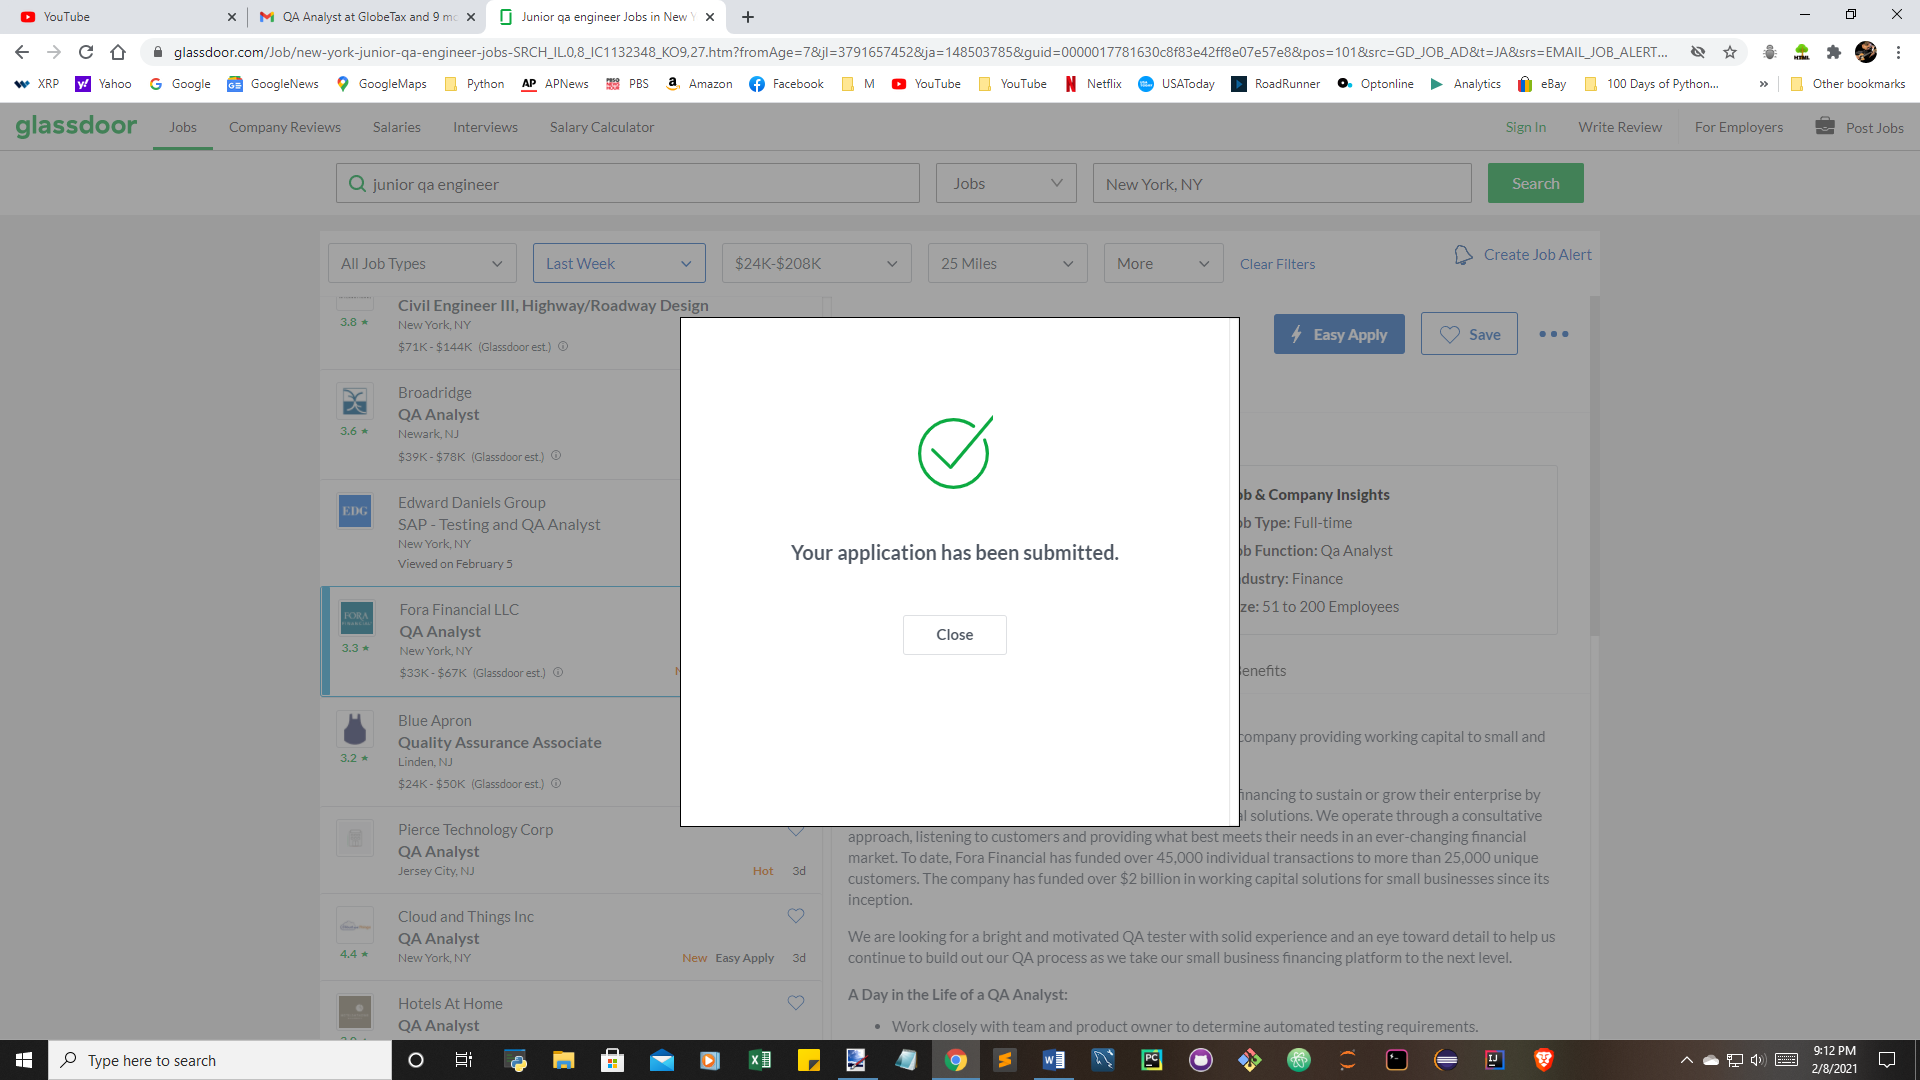 YouTube
QA Analyst at GlobeTax and 9 mo
Junior qa engineer Jobs in New Y
glassdoor.com/Job/new-york-junior-qa-engineer-jobs-SRCH_IL.0,8_IC1132348_KO9,27.htm?fromAge=7&jl=3791657452&ja=148503785&guid=0000017781630c8f83e42ff8e07e57e8&pos=101&src=GD_JOB_AD&t=JA&srs=EMAIL_JOB_ALERT...
XRP Yahoo Google GoogleNews GoogleMaps Python APNews PBS Amazon Facebook M YouTube YouTube Netflix USAToday RoadRunner Optonline Analytics eBay 100 Days of Python... » Other bookmarks
glassdoor Jobs Company Reviews Salaries Interviews Salary Calculator Sign In Write Review For Employers Post Jobs
junior qa engineer Jobs New York, NY Search
All Job Types Last Week $24K-$208K 25 Miles More Clear Filters Create Job Alert
Civil Engineer III, Highway/Roadway Design
3.8 ★ New York, NY
$71K - $144K (Glassdoor est.)
Broadridge
QA Analyst
3.6 ★ Newark, NJ
$39K - $78K (Glassdoor est.)
EDG
Edward Daniels Group
SAP - Testing and QA Analyst
New York, NY
Viewed on February 5
FORA FINANCIAL
Fora Financial LLC
QA Analyst
3.3 ★ New York, NY
$33K - $67K (Glassdoor est.)
Blue Apron
Quality Assurance Associate
3.2 ★ Linden, NJ
$24K - $50K (Glassdoor est.)
Pierce Technology Corp
QA Analyst
Jersey City, NJ Hot 3d
Cloud and Things Inc
QA Analyst
4.4 ★ New York, NY New Easy Apply 3d
Hotels At Home
QA Analyst
Your application has been submitted.
Close
Easy Apply Save
ob & Company Insights
ob Type: Full-time
ob Function: Qa Analyst
dustry: Finance
ze: 51 to 200 Employees
Benefits
company providing working capital to small and
financing to sustain or grow their enterprise by
al solutions. We operate through a consultative
approach, listening to customers and providing what best meets their needs in an ever-changing financial
market. To date, Fora Financial has funded over 45,000 individual transactions to more than 25,000 unique
customers. The company has funded over $2 billion in working capital solutions for small businesses since its
inception.
We are looking for a bright and motivated QA tester with solid experience and an eye toward detail to help us
continue to build out our QA process as we take our small business financing platform to the next level.
A Day in the Life of a QA Analyst:
• Work closely with team and product owner to determine automated testing requirements.
Type here to search
9:12 PM
2/8/2021